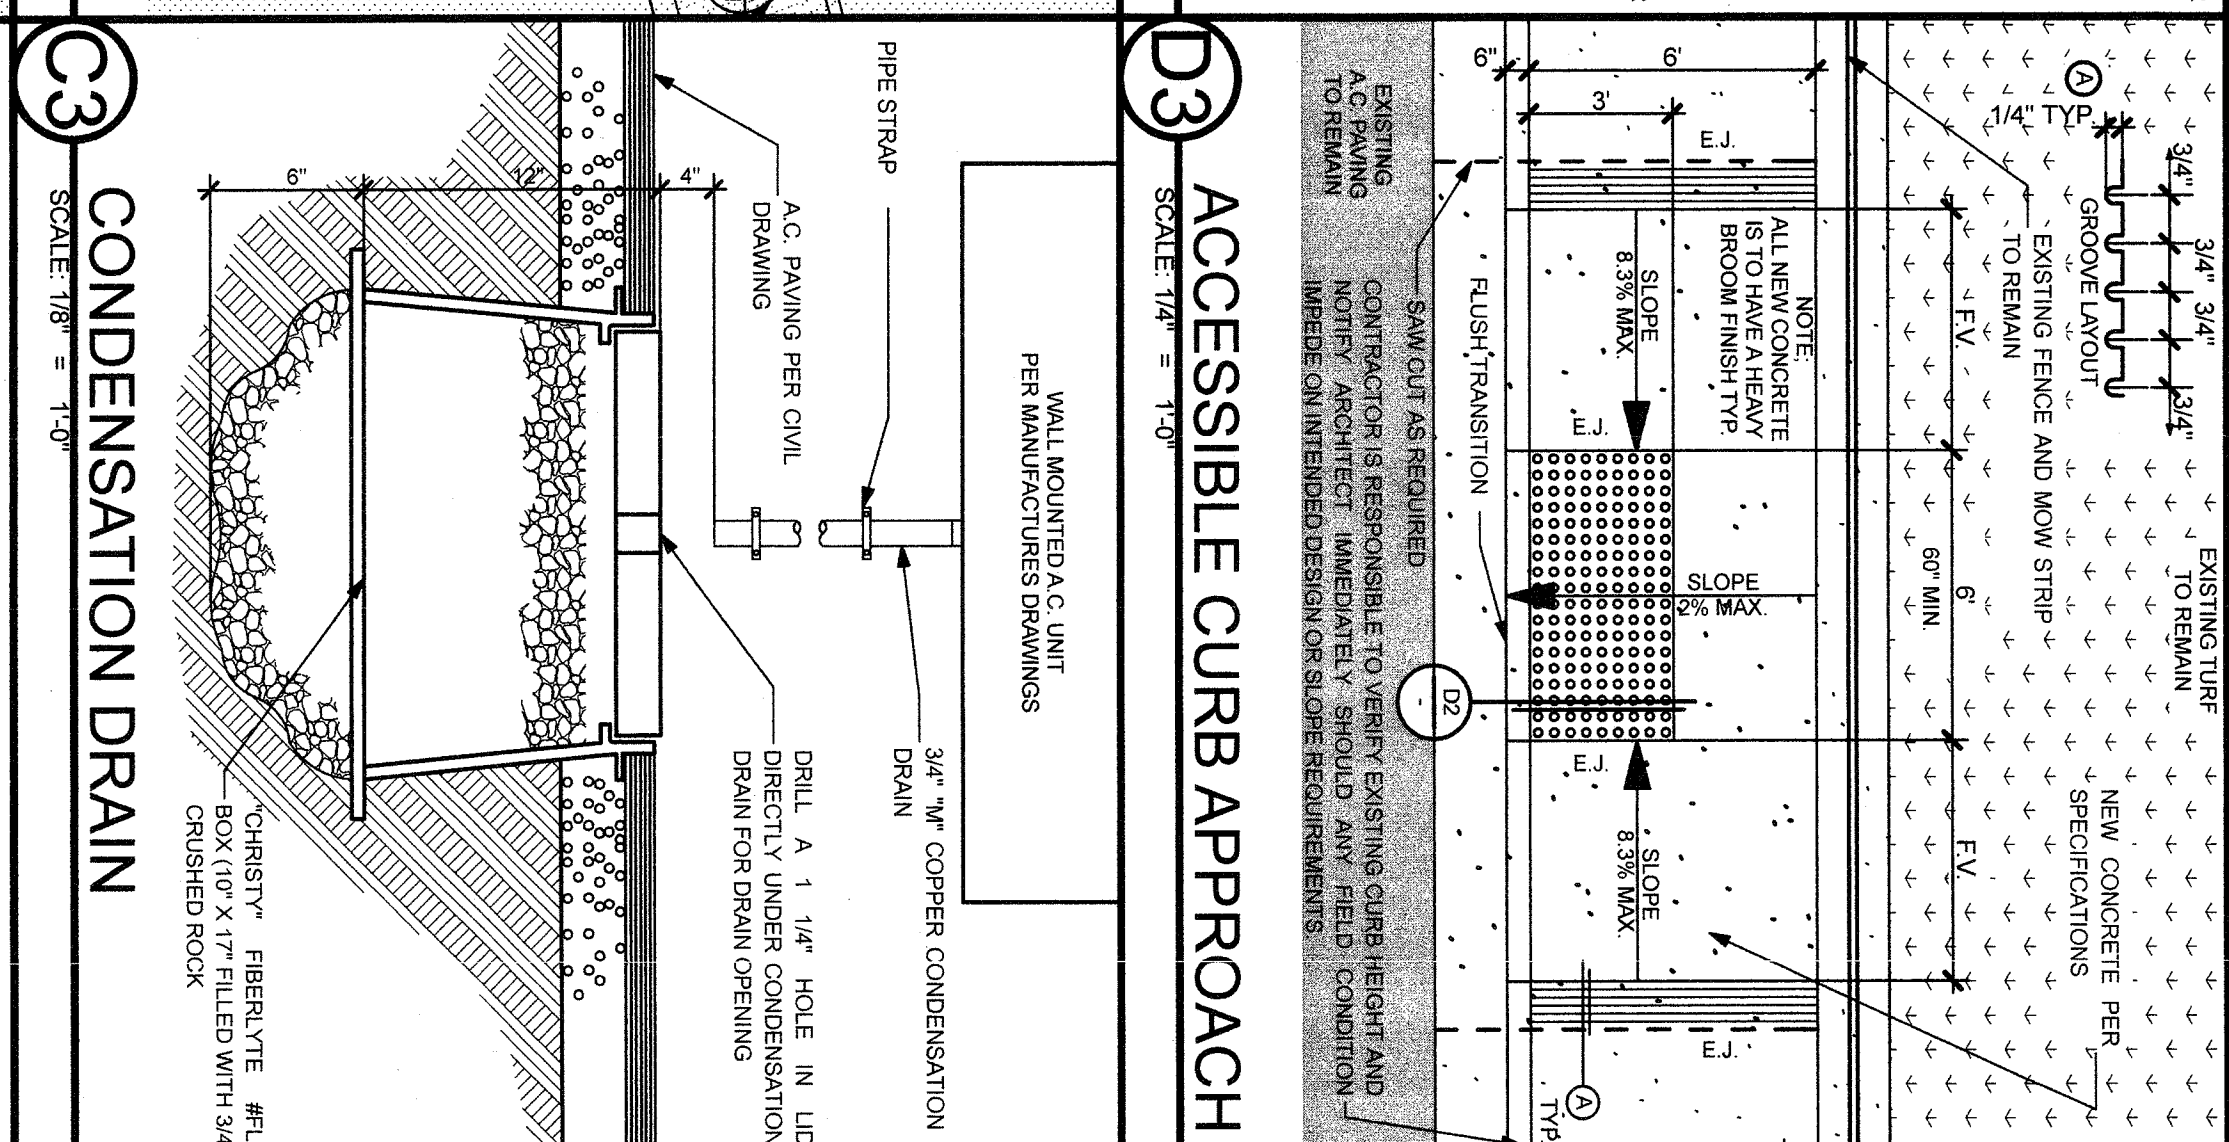 EXISTING TURF
TO REMAIN
3/4"
3/4"
3/4"
3/4"
A
1/4" TYP.
GROOVE LAYOUT
EXISTING FENCE AND MOW STRIP
TO REMAIN
NEW CONCRETE PER
SPECIFICATIONS
F.V.
6'
60" MIN.
F.V.
NOTE:
ALL NEW CONCRETE
IS TO HAVE A HEAVY
BROOM FINISH TYP.
6"
6'
3'
E.J.
SLOPE
8.3% MAX.
E.J.
SLOPE
2% MAX.
E.J.
SLOPE
8.3% MAX.
E.J.
A
TYP
D2
-
FLUSH TRANSITION
SAW CUT AS REQUIRED
EXISTING
A.C. PAVING
TO REMAIN
CONTRACTOR IS RESPONSIBLE TO VERIFY EXISTING CURB HEIGHT AND
NOTIFY ARCHITECT IMMEDIATELY SHOULD ANY FIELD CONDITION
IMPEDE ON INTENDED DESIGN OR SLOPE REQUIREMENTS.
D3
ACCESSIBLE CURB APPROACH
SCALE: 1/4" = 1'-0"
WALL MOUNTED A.C. UNIT
PER MANUFACTURES DRAWINGS
PIPE STRAP
3/4" "M" COPPER CONDENSATION
DRAIN
A.C. PAVING PER CIVIL
DRAWING
DRILL A 1 1/4" HOLE IN LID
DIRECTLY UNDER CONDENSATION
DRAIN FOR DRAIN OPENING
4"
12"
6"
"CHRISTY" FIBERLYTE #FL
BOX (10" X 17" FILLED WITH 3/4
CRUSHED ROCK
C3
CONDENSATION DRAIN
SCALE: 1/8" = 1'-0"